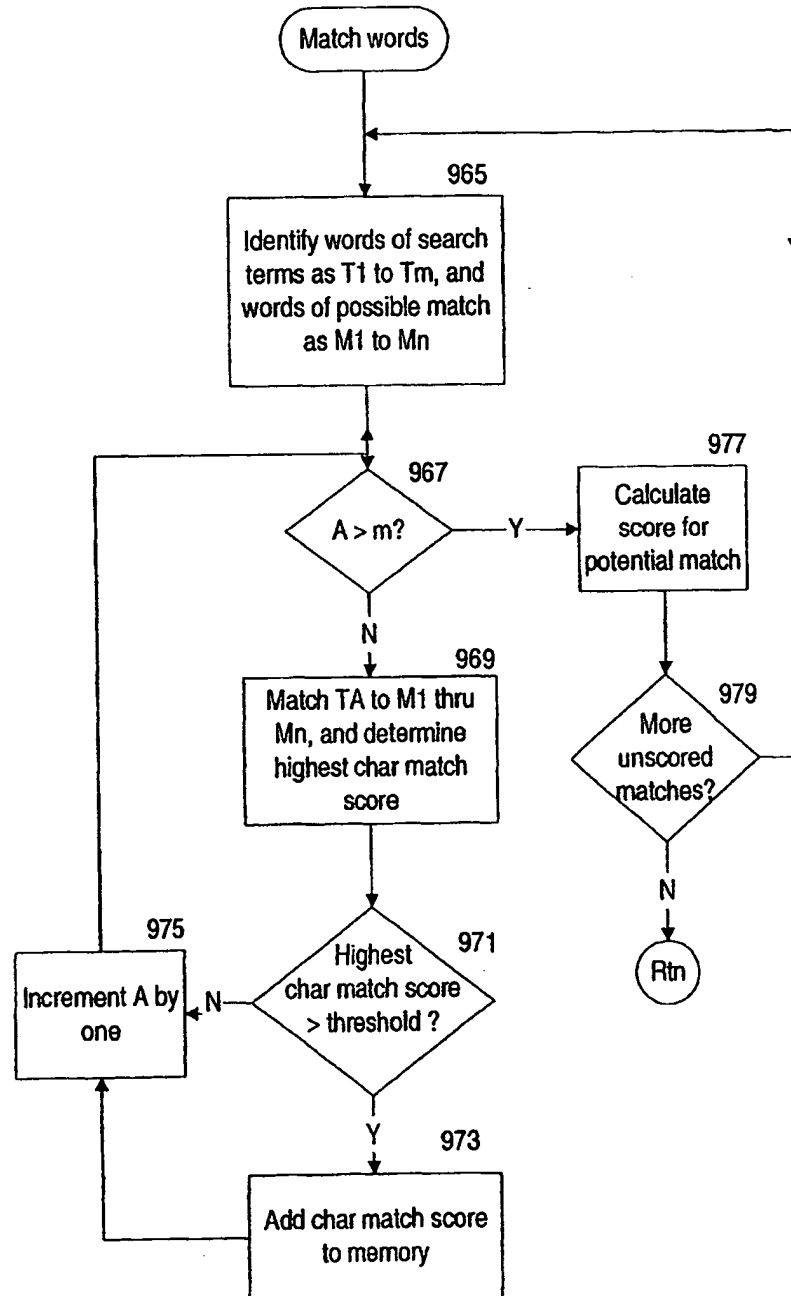 Match words
965
Identify words of search
terms as T1 to Tm, and
words of possible match
as M1 to Mn
967
A > m?
Y
977
Calculate
score for
potential match
N
969
Match TA to M1 thru
Mn, and determine
highest char match
score
979
More
unscored
matches?
N
Rtn
971
Highest
char match score
> threshold ?
N
975
Increment A by
one
Y
973
Add char match score
to memory